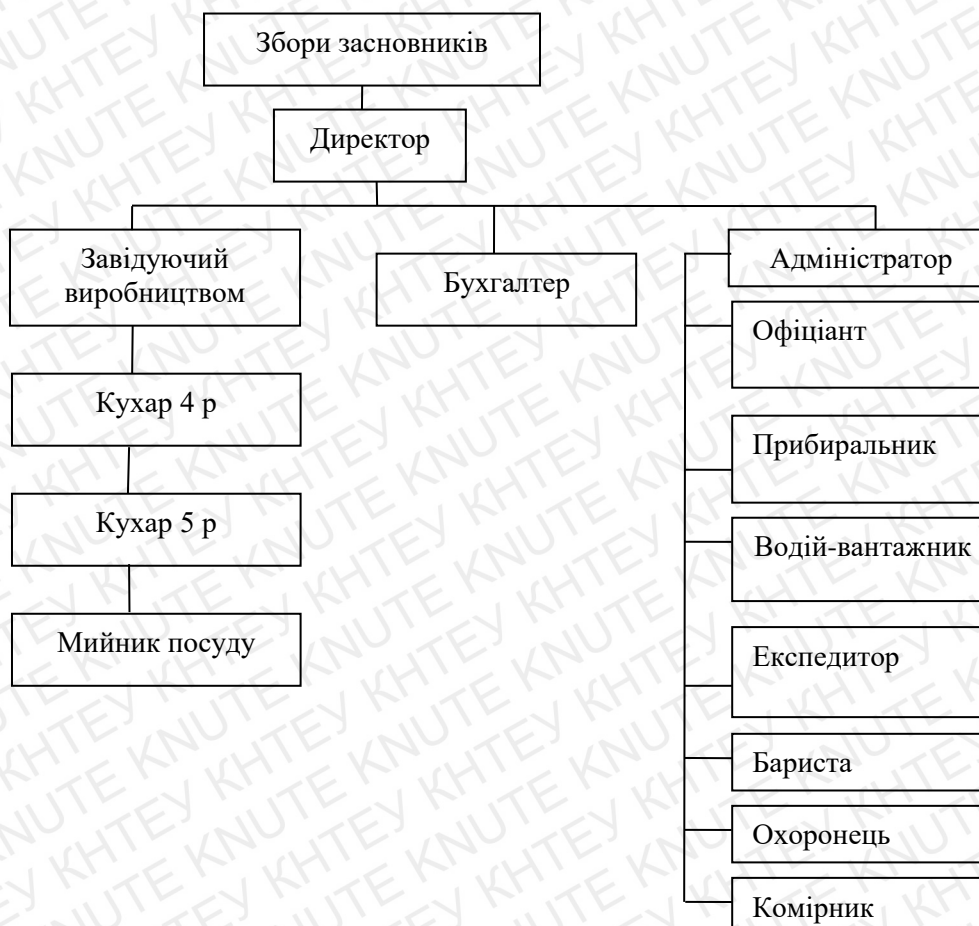 Збори засновників
Директор
Завідуючий
виробництвом
Бухгалтер
Адміністратор
Кухар 4 р
Кухар 5 р
Мийник посуду
Офіціант
Прибиральник
Водій-вантажник
Експедитор
Бариста
Охоронець
Комірник